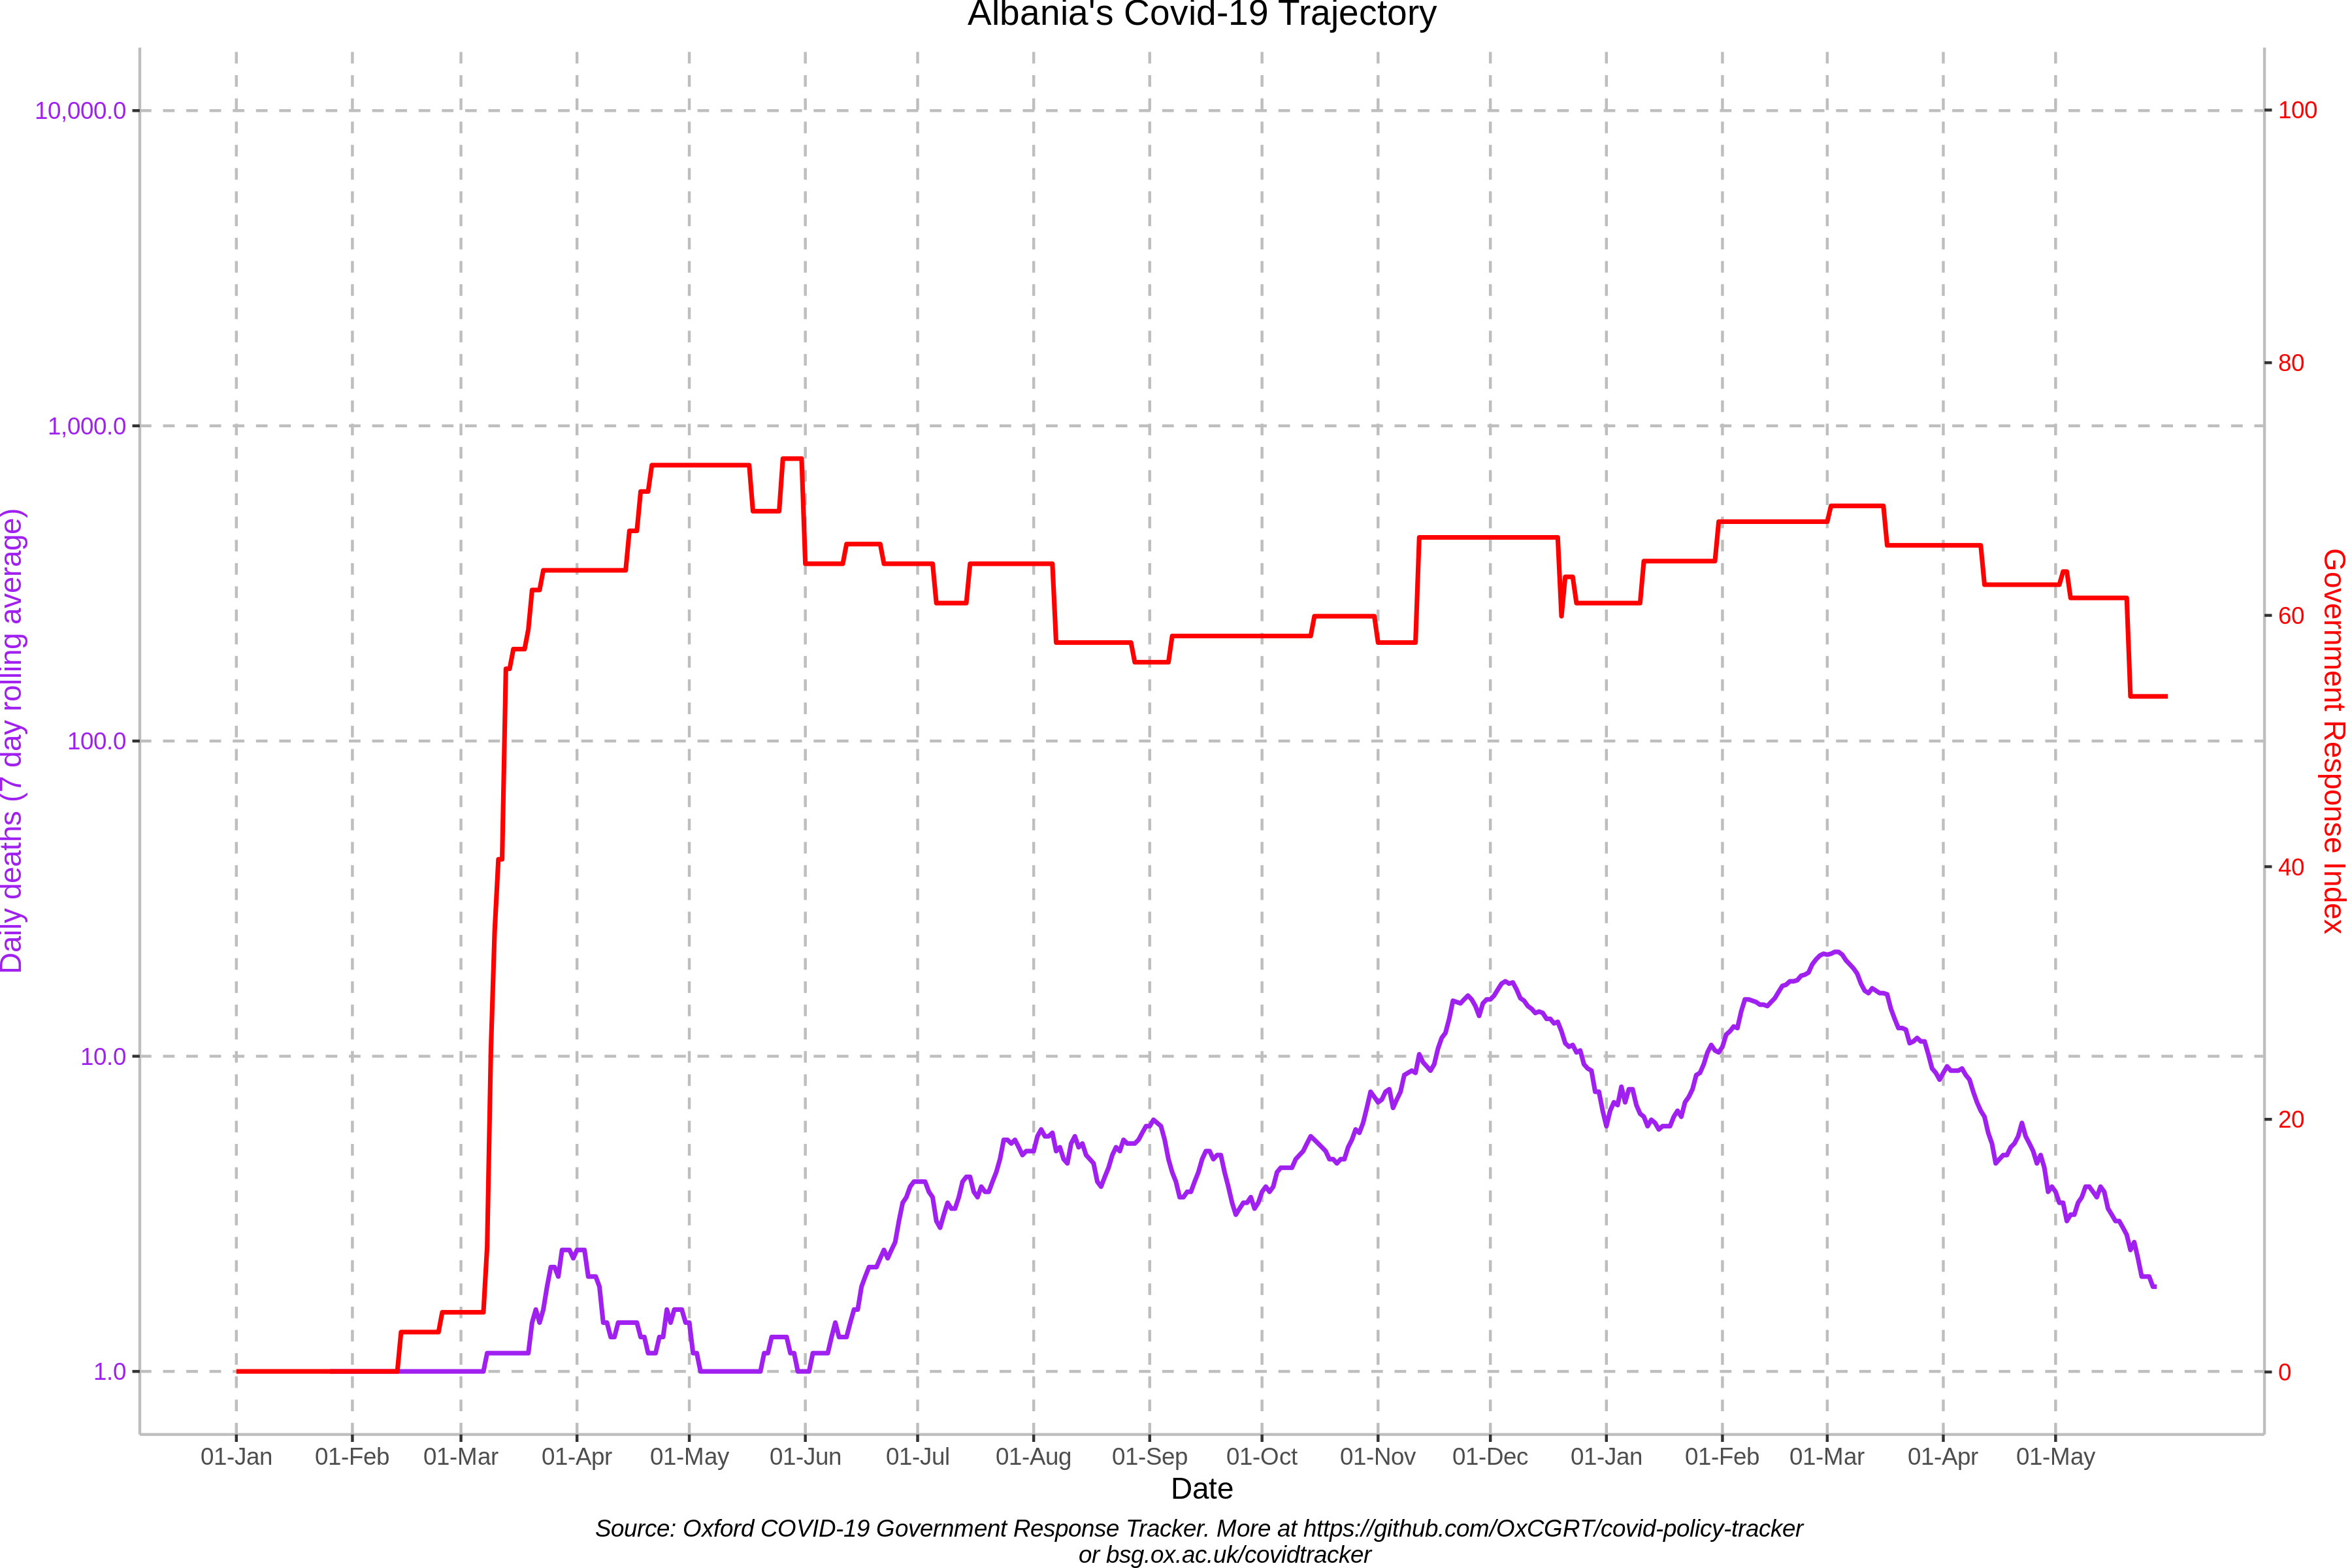 Albania's Covid-19 Trajectory
10,000.0
1,000.0
100.0
10.0
1.0
Daily deaths (7 day rolling average)
100
80
60
40
20
0
Government Response Index
01-Jan 01-Feb 01-Mar 01-Apr 01-May 01-Jun 01-Jul 01-Aug 01-Sep 01-Oct 01-Nov 01-Dec 01-Jan 01-Feb 01-Mar 01-Apr 01-May
Date
Source: Oxford COVID-19 Government Response Tracker. More at https://github.com/OxCGRT/covid-policy-tracker
or bsg.ox.ac.uk/covidtracker